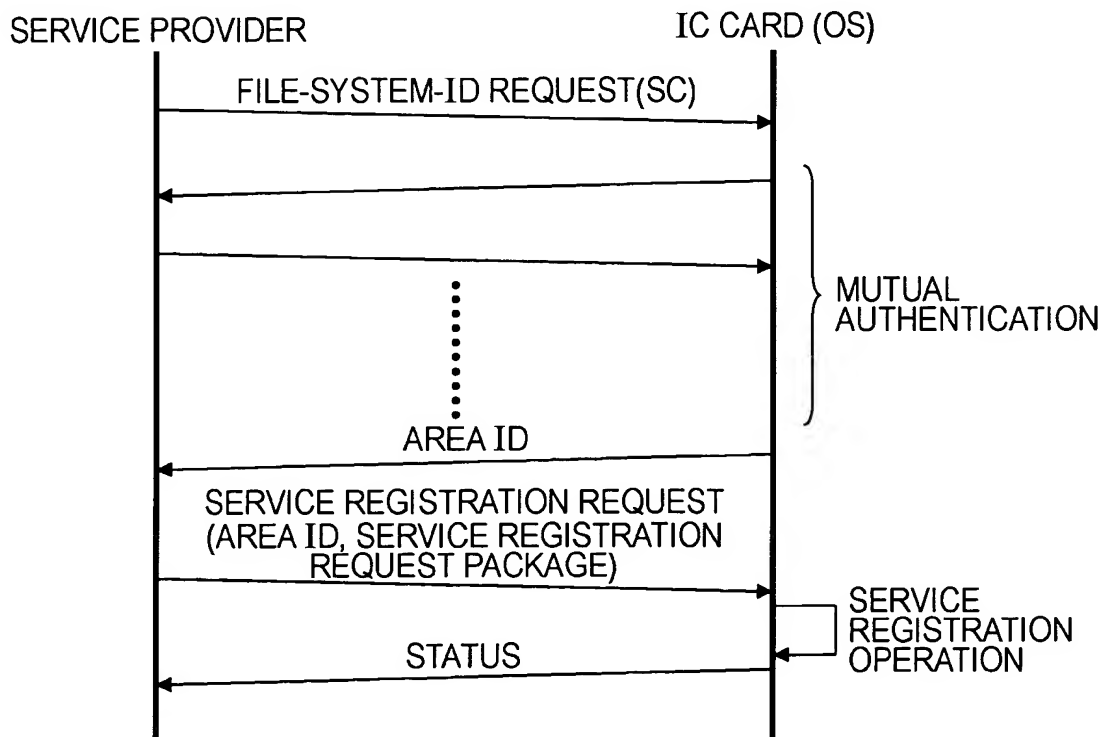 SERVICE PROVIDER
IC CARD (OS)
FILE-SYSTEM-ID REQUEST(SC)
MUTUAL
AUTHENTICATION
AREA ID
SERVICE REGISTRATION REQUEST
(AREA ID, SERVICE REGISTRATION
REQUEST PACKAGE)
SERVICE
REGISTRATION
OPERATION
STATUS